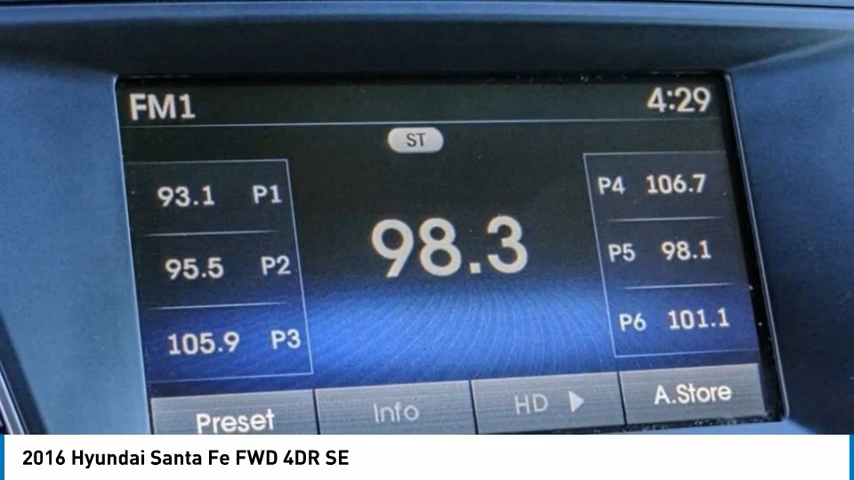 FM1 4:29
ST
93.1 P1
95.5 P2
105.9 P3
98.3
P4 106.7
P5 98.1
P6 101.1
Preset Info HD A.Store
2016 Hyundai Santa Fe FWD 4DR SE